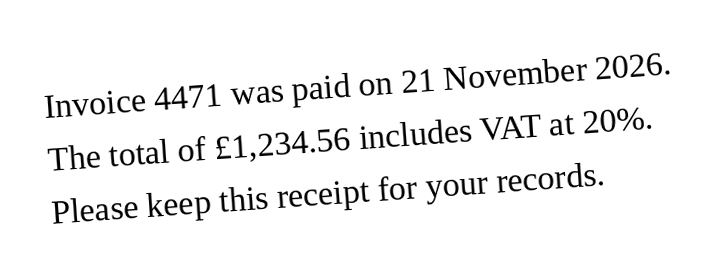 Invoice 4471 was paid on 21 November 2026.
The total of £1,234.56 includes VAT at 20%.
Please keep this receipt for your records.